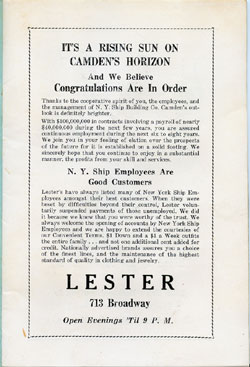 IT'S A RISING SUN ON
CAMDEN'S HORIZON
And We Believe
Congratulations Are In Order
Thanks to the cooperative spirit of you, the employees, and
the management of N. Y. Ship Building Co. Camden's out-
look is definitely brighter.
With $100,000,000 in contracts involving a payroll of nearly
$40,000,000 during the next few years, you are assured
continuous employment during the next six to eight years.
We join you in your feeling of elation over the prospects
of the future for it is established on a solid footing. We
sincerely hope that you continue to enjoy in a substantial
manner, the profits from your skill and services.
N. Y. Ship Employees Are
Good Customers
Lester's have always listed many of New York Ship Em-
ployees amongst their best customers. When they were
beset by difficulties beyond their control, Lester volun-
tarily suspended payments of those unemployed. We did
it because we knew that you were worthy of the trust. We
always welcome the opening of accounts by New York Ship
Employees and we are happy to extend the courtesies of
our Convenient Terms, $1 Down and a $1 a Week outfits
the entire family . . . and not one additional cent added for
credit. Nationally advertised brands assures you a choice
of the finest lines, and the maintenance of the highest
standard of quality in clothing and jewelry.
LESTER
713 Broadway
Open Evenings 'Til 9 P. M.